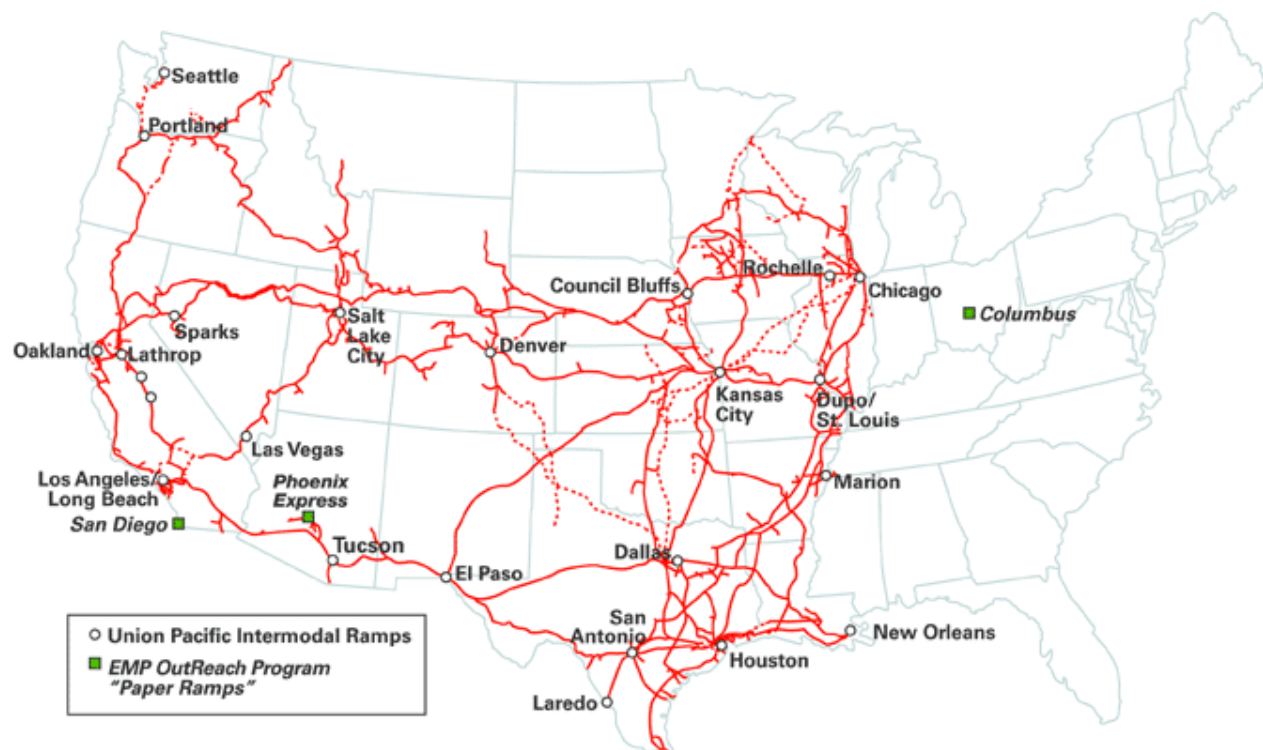 Seattle
Portland
Council Bluffs
Rochelle
Chicago
Columbus
Sparks
Salt
Lake
City
Oakland
Lathrop
Denver
Kansas
City
Dupo/
St. Louis
Las Vegas
Los Angeles/
Long Beach
Phoenix
Express
Marion
San Diego
Tucson
El Paso
Dallas
San
Antonio
Houston
New Orleans
Laredo
Union Pacific Intermodal Ramps
EMP OutReach Program
"Paper Ramps"